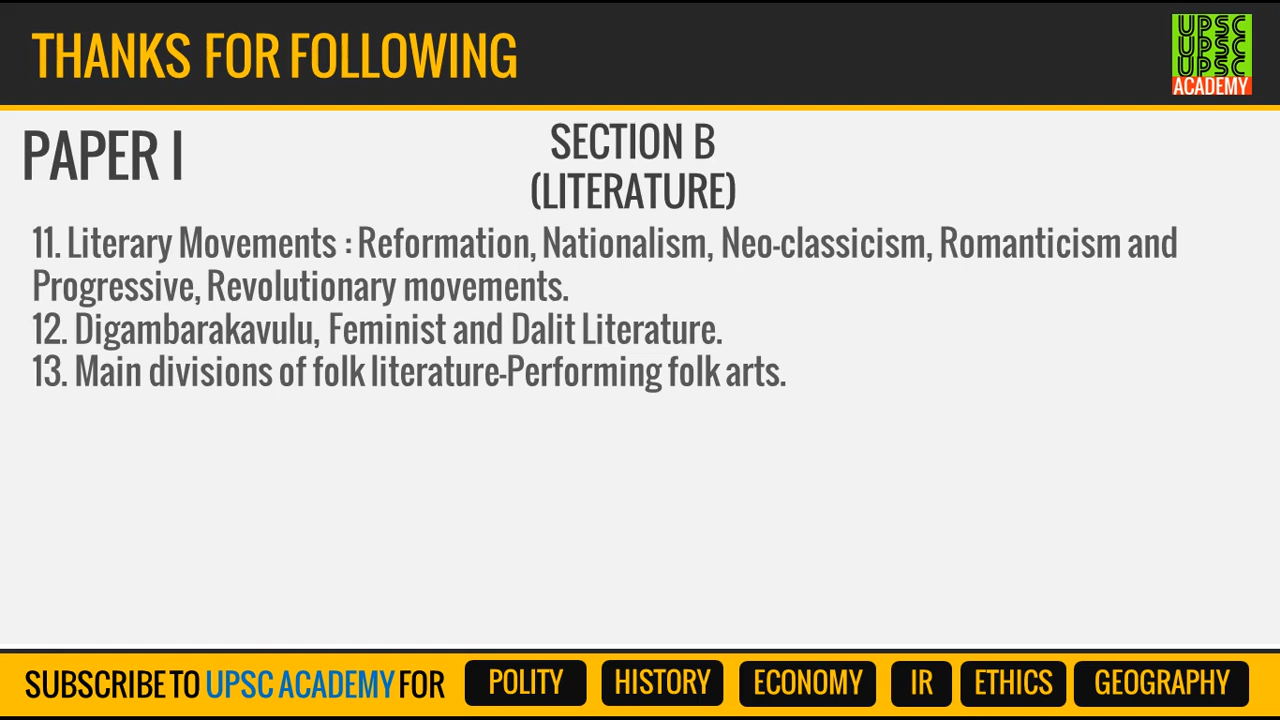 THANKS FOR FOLLOWING
UPSC
UPSC
UPSC
ACADEMY
PAPER I
SECTION B
(LITERATURE)
11. Literary Movements : Reformation, Nationalism, Neo-classicism, Romanticism and
Progressive, Revolutionary movements.
12. Digambarakavulu, Feminist and Dalit Literature.
13. Main divisions of folk literature-Performing folk arts.
SUBSCRIBE TO UPSC ACADEMY FOR POLITY HISTORY ECONOMY IR ETHICS GEOGRAPHY